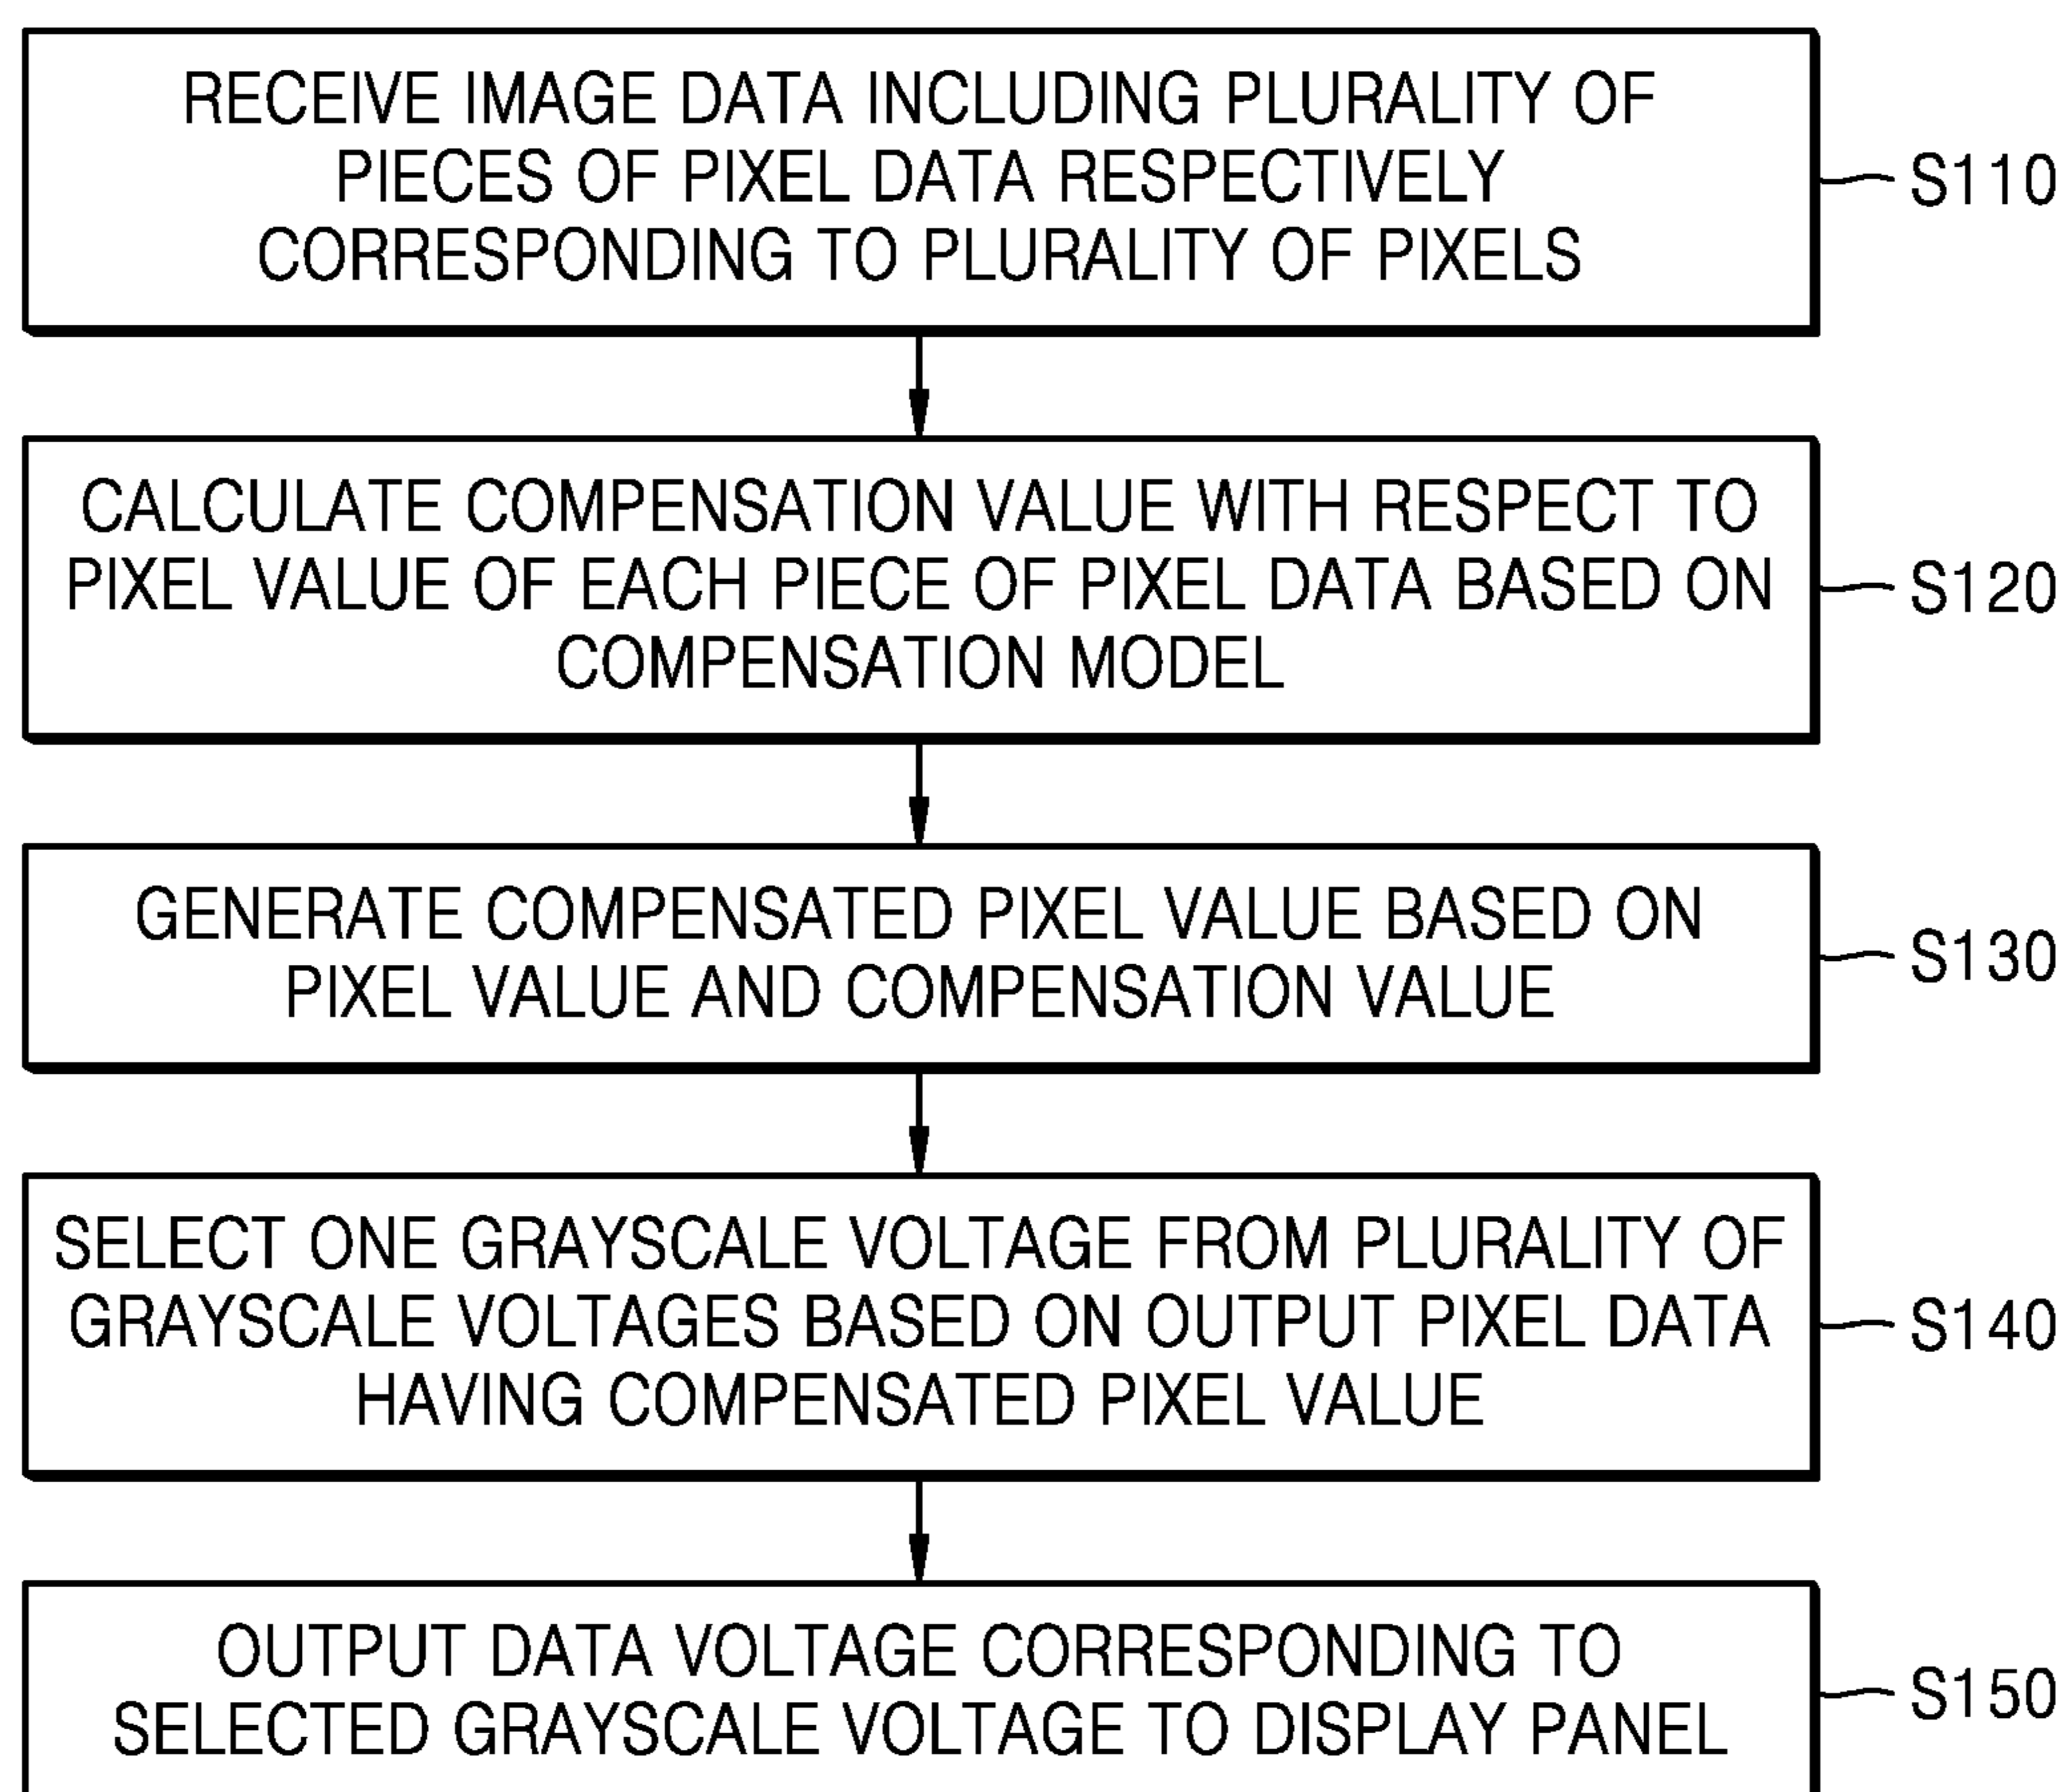 RECEIVE IMAGE DATA INCLUDING PLURALITY OF
PIECES OF PIXEL DATA RESPECTIVELY
CORRESPONDING TO PLURALITY OF PIXELS
S110
CALCULATE COMPENSATION VALUE WITH RESPECT TO
PIXEL VALUE OF EACH PIECE OF PIXEL DATA BASED ON
COMPENSATION MODEL
S120
GENERATE COMPENSATED PIXEL VALUE BASED ON
PIXEL VALUE AND COMPENSATION VALUE
S130
SELECT ONE GRAYSCALE VOLTAGE FROM PLURALITY OF
GRAYSCALE VOLTAGES BASED ON OUTPUT PIXEL DATA
HAVING COMPENSATED PIXEL VALUE
S140
OUTPUT DATA VOLTAGE CORRESPONDING TO
SELECTED GRAYSCALE VOLTAGE TO DISPLAY PANEL
S150